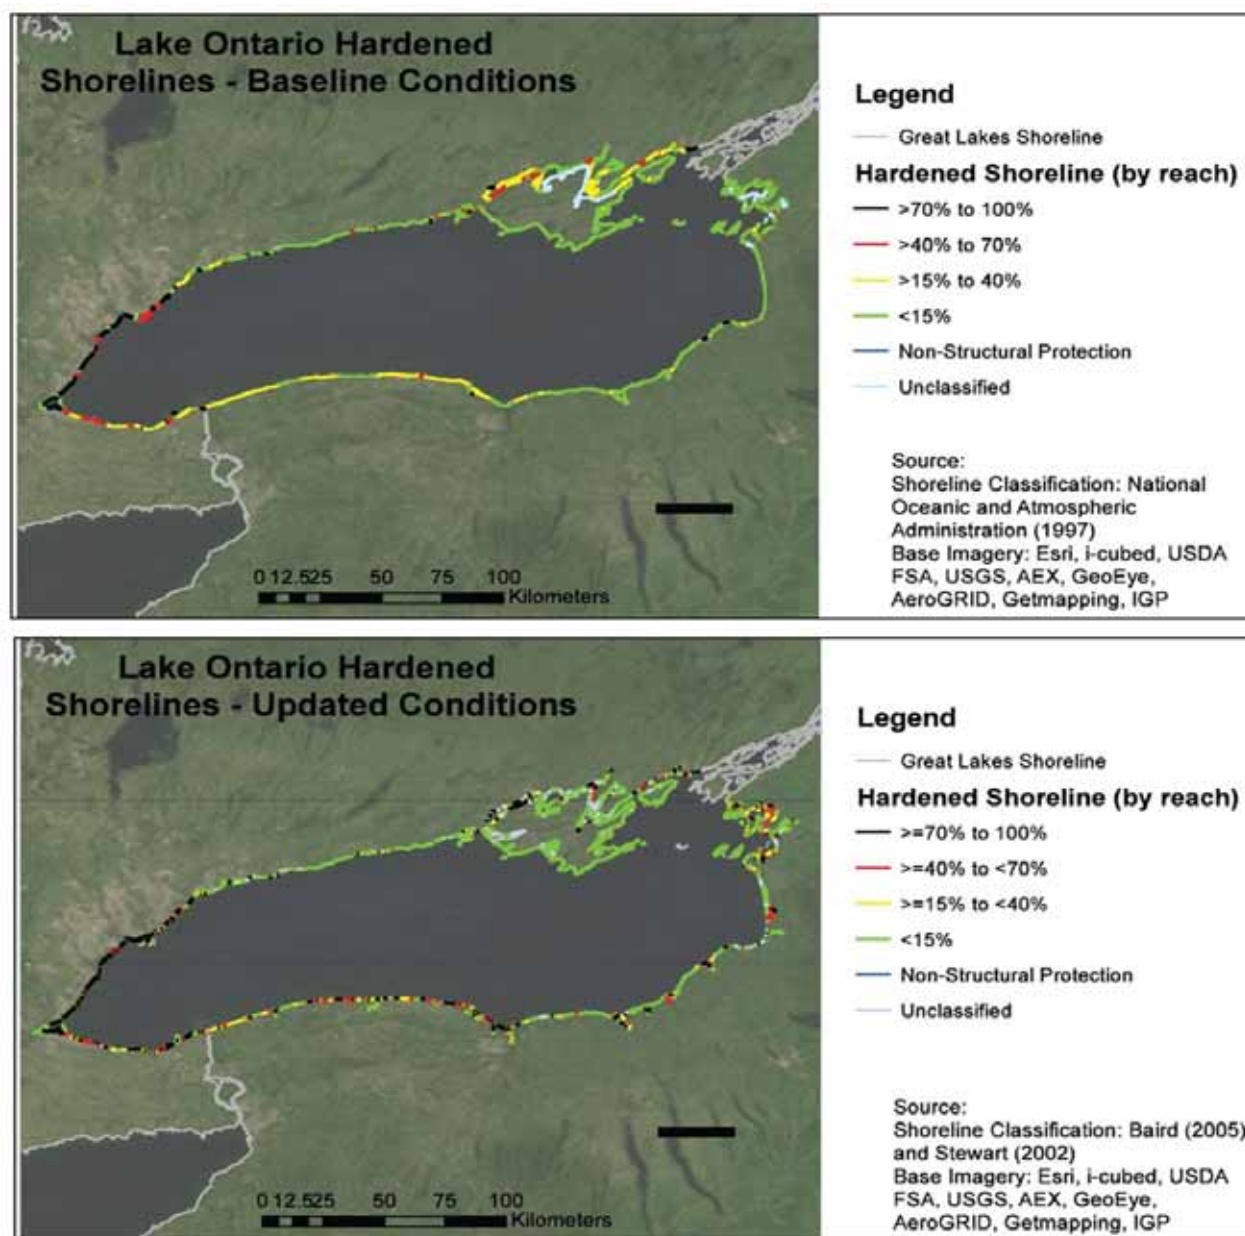 Lake Ontario Hardened
Shorelines - Baseline Conditions
Legend
Great Lakes Shoreline
Hardened Shoreline (by reach)
>70% to 100%
>40% to 70%
>15% to 40%
<15%
Non-Structural Protection
Unclassified
Source:
Shoreline Classification: National
Oceanic and Atmospheric
Administration (1997)
Base Imagery: Esri, i-cubed, USDA
FSA, USGS, AEX, GeoEye,
AeroGRID, Getmapping, IGP
0 12.525 50 75 100
Kilometers
Lake Ontario Hardened
Shorelines - Updated Conditions
Legend
Great Lakes Shoreline
Hardened Shoreline (by reach)
>=70% to 100%
>=40% to <70%
>=15% to <40%
<15%
Non-Structural Protection
Unclassified
Source:
Shoreline Classification: Baird (2005)
and Stewart (2002)
Base Imagery: Esri, i-cubed, USDA
FSA, USGS, AEX, GeoEye,
AeroGRID, Getmapping, IGP
0 12.525 50 75 100
Kilometers